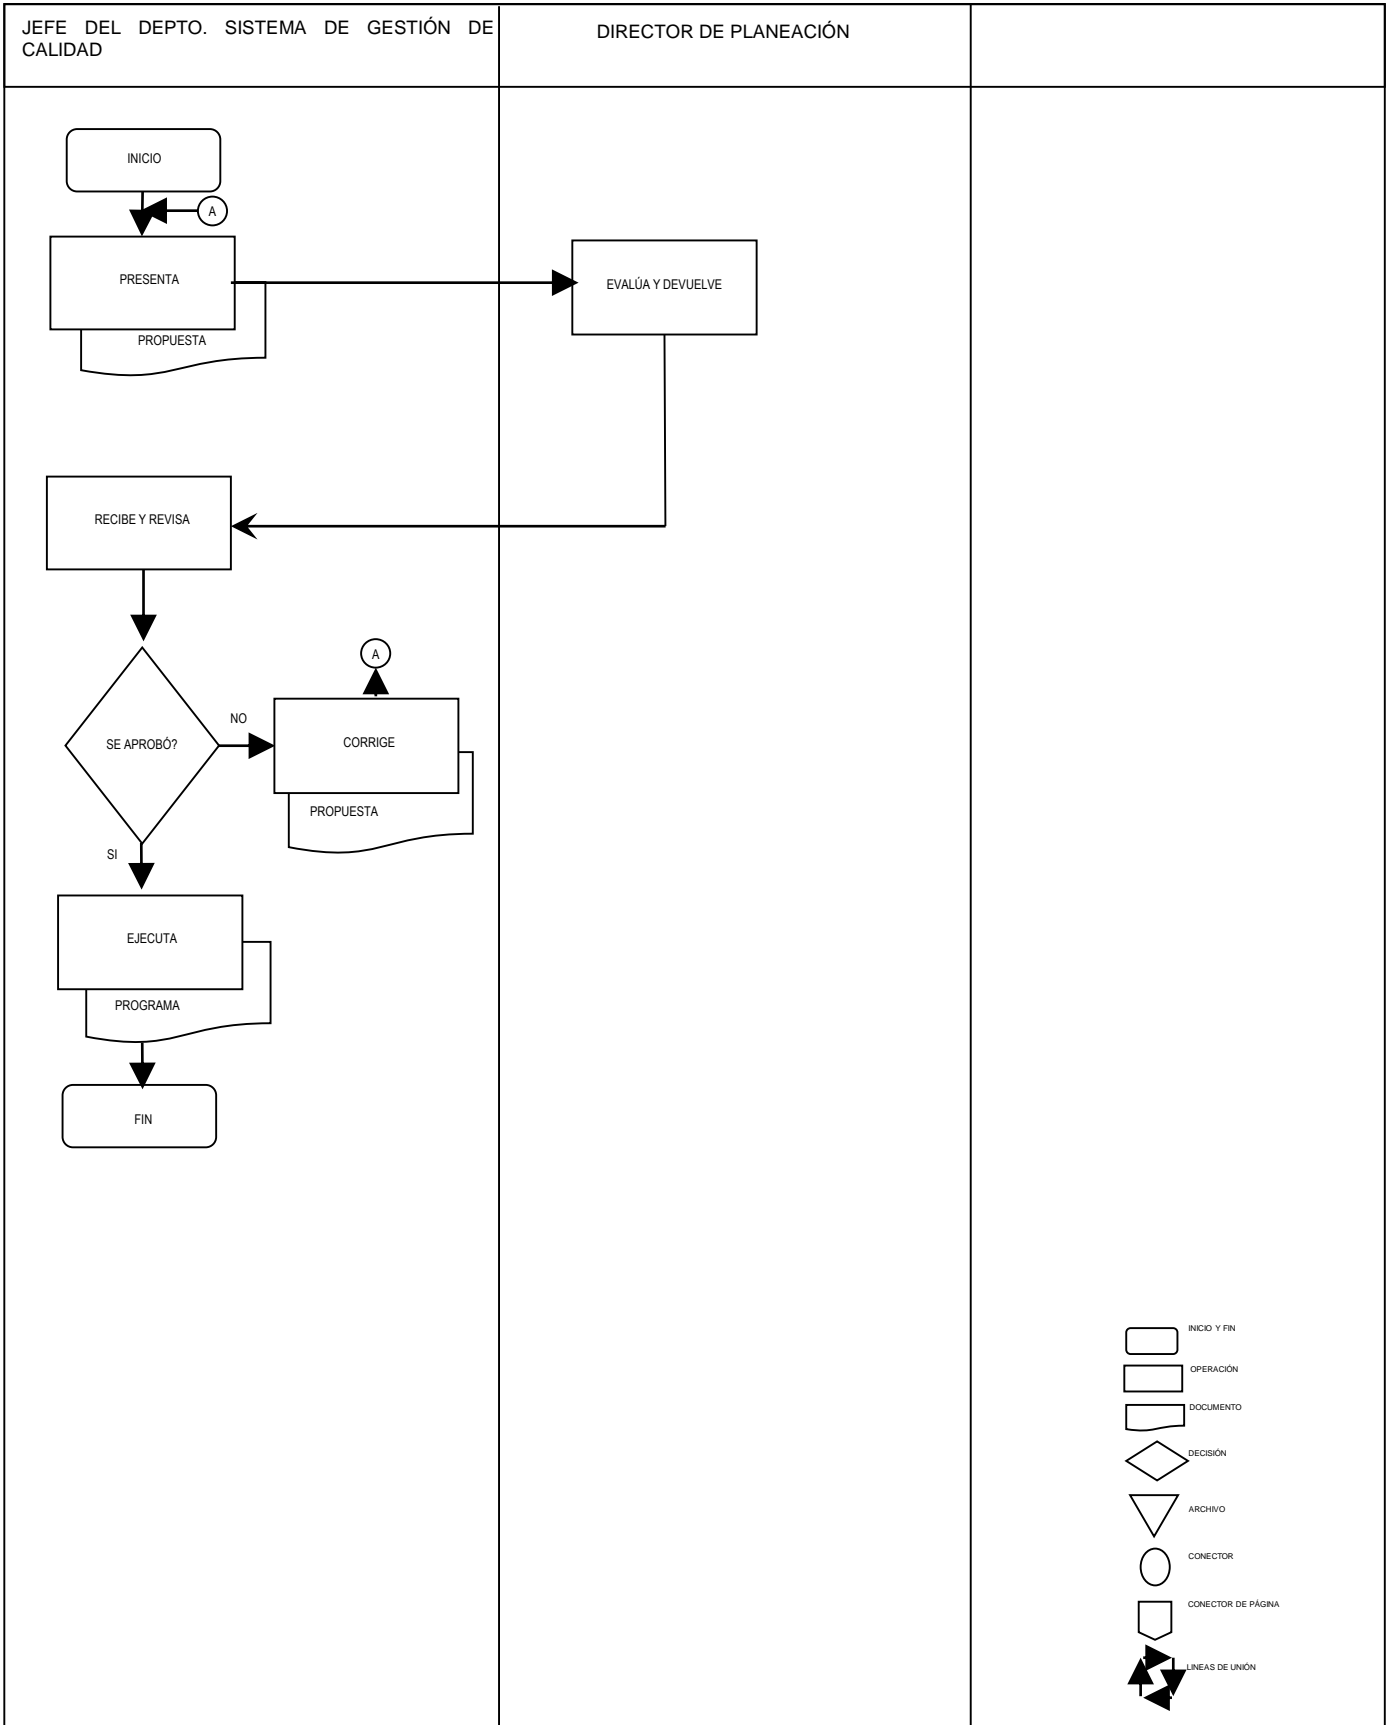 JEFE DEL DEPTO. SISTEMA DE GESTIÓN DE
CALIDAD
DIRECTOR DE PLANEACIÓN
INICIO
A
PRESENTA
EVALÚA Y DEVUELVE
PROPUESTA
RECIBE Y REVISA
A
NO
SE APROBÓ?
CORRIGE
PROPUESTA
SI
EJECUTA
PROGRAMA
FIN
INICIO Y FIN
OPERACIÓN
DOCUMENTO
DECISIÓN
ARCHIVO
CONECTOR
CONECTOR DE PÁGINA
LINEAS DE UNIÓN